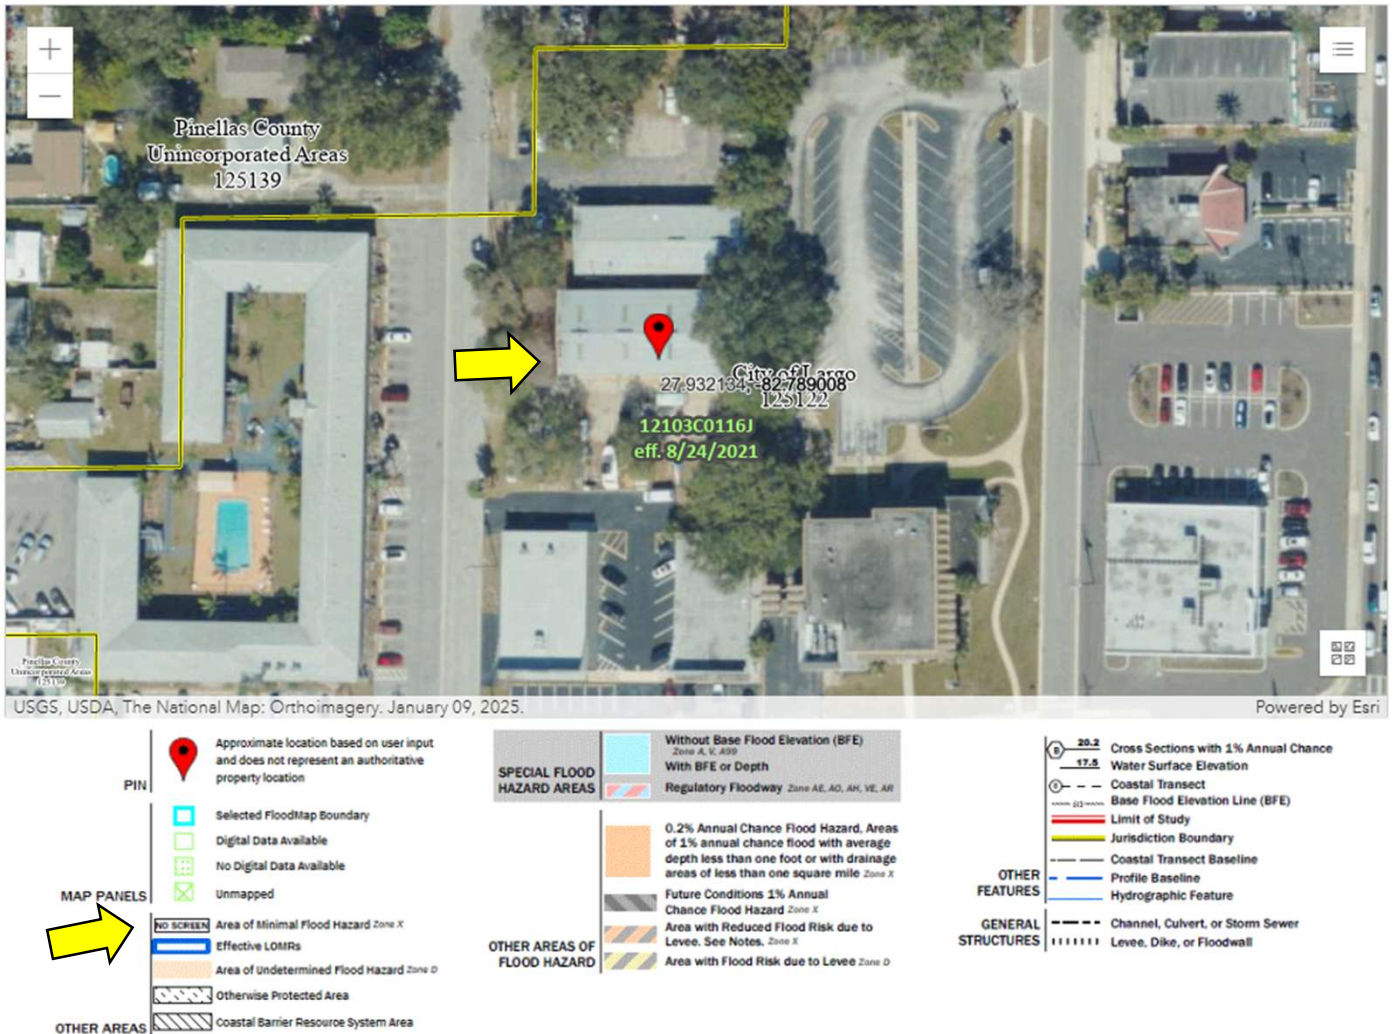 Pinellas County
Unincorporated Areas
125139
City of Largo
27.932134, -82.789008
125122
12103C0116J
eff. 8/24/2021
Pinellas County
Unincorporated Areas
125139
USGS, USDA, The National Map: Orthoimagery. January 09, 2025.
Powered by Esri
PIN
Approximate location based on user input
and does not represent an authoritative
property location
MAP PANELS
Selected FloodMap Boundary
Digital Data Available
No Digital Data Available
Unmapped
OTHER AREAS
NO SCREEN Area of Minimal Flood Hazard Zone X
Effective LOMRs
Area of Undetermined Flood Hazard Zone D
Otherwise Protected Area
Coastal Barrier Resource System Area
SPECIAL FLOOD
HAZARD AREAS
Without Base Flood Elevation (BFE)
Zone A, V, A99
With BFE or Depth
Regulatory Floodway Zone AE, AO, AH, VE, AR
OTHER AREAS OF
FLOOD HAZARD
0.2% Annual Chance Flood Hazard, Areas
of 1% annual chance flood with average
depth less than one foot or with drainage
areas of less than one square mile Zone X
Future Conditions 1% Annual
Chance Flood Hazard Zone X
Area with Reduced Flood Risk due to
Levee. See Notes. Zone X
Area with Flood Risk due to Levee Zone D
OTHER
FEATURES
B 20.2 Cross Sections with 1% Annual Chance
17.5 Water Surface Elevation
Coastal Transect
Base Flood Elevation Line (BFE)
Limit of Study
Jurisdiction Boundary
Coastal Transect Baseline
Profile Baseline
Hydrographic Feature
GENERAL
STRUCTURES
Channel, Culvert, or Storm Sewer
Levee, Dike, or Floodwall